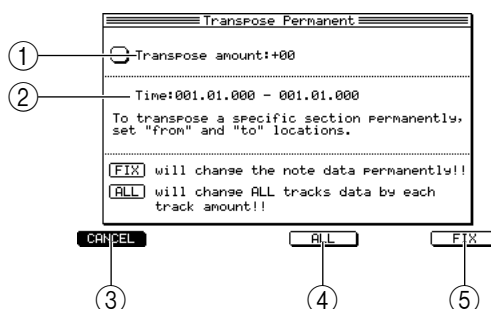 Transpose Permanent
① Transpose amount:+00
② Time:001.01.000 - 001.01.000
To transpose a specific section permanently,
set "from" and "to" locations.
FIX will change the note data permanently!!
ALL will change ALL tracks data by each
track amount!!
CANCEL ALL FIX
③ ④ ⑤